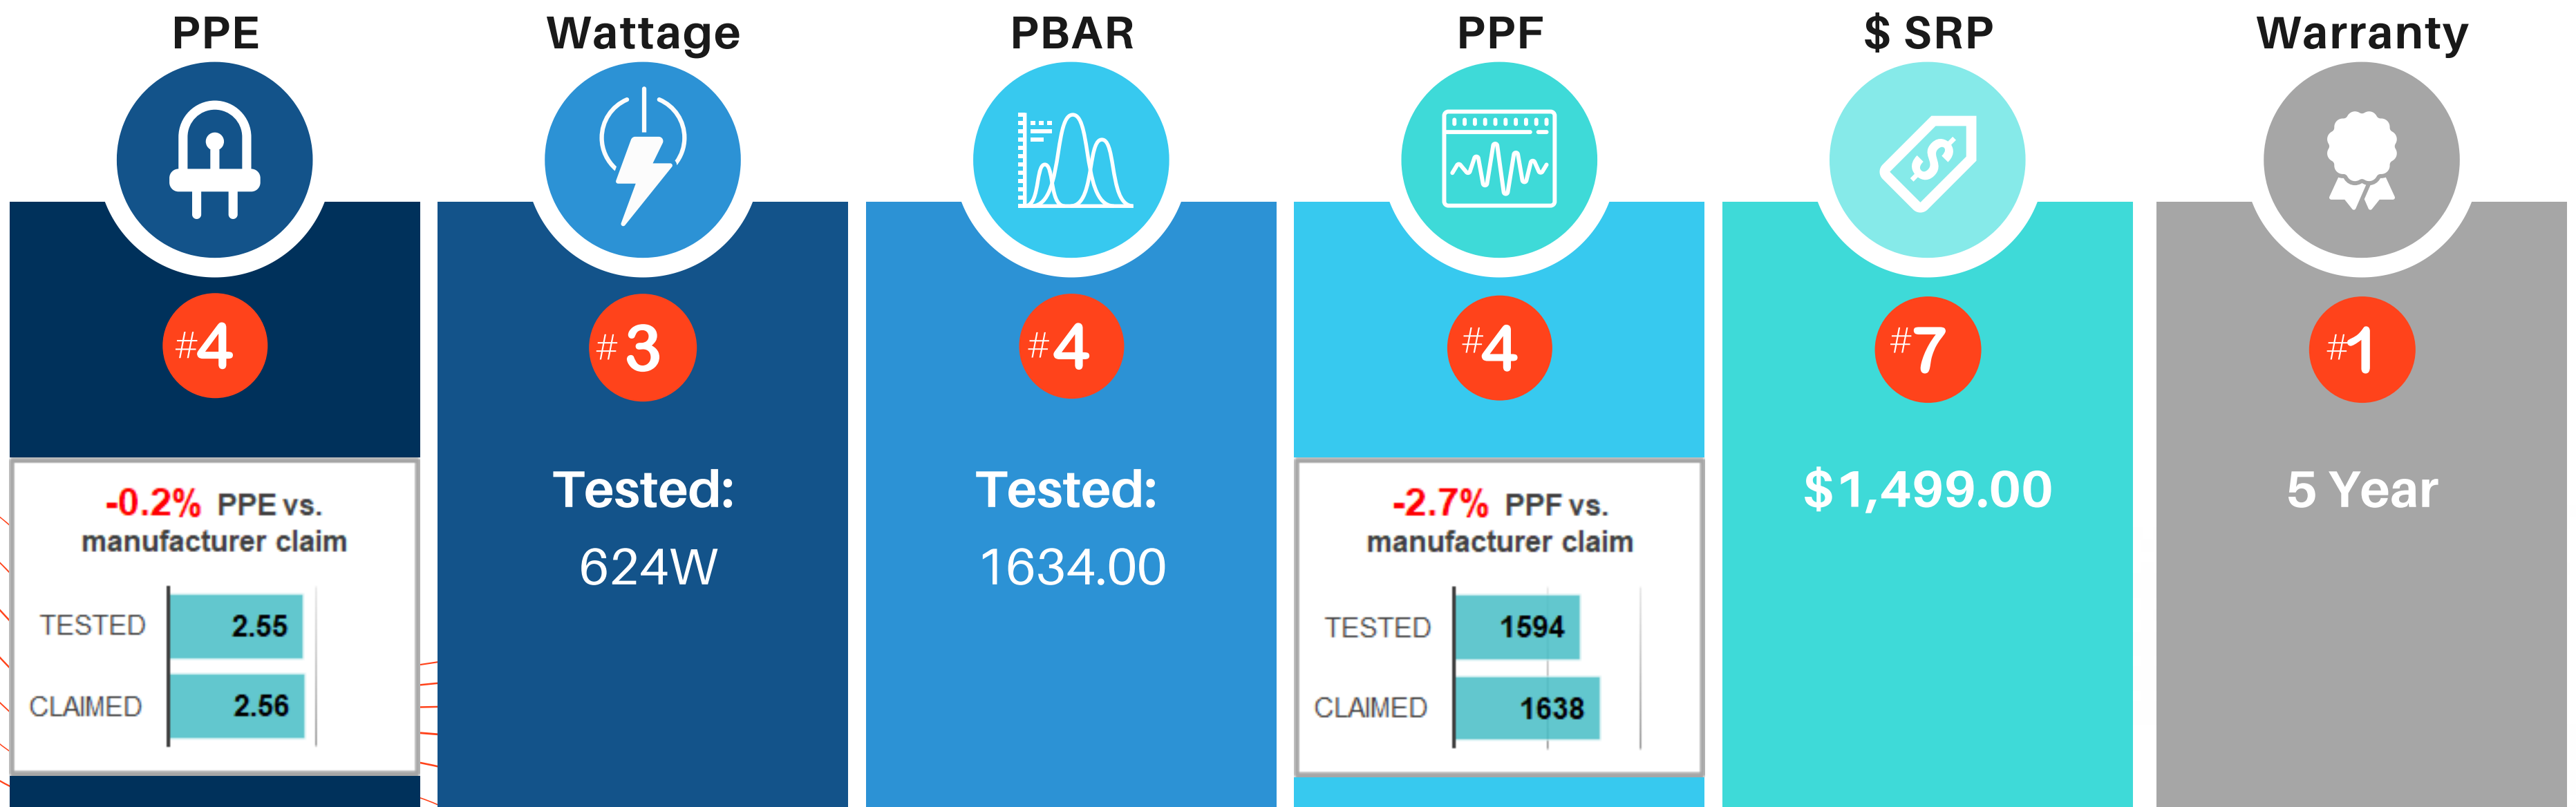 PPE
#4
-0.2% PPE vs.
manufacturer claim
TESTED 2.55
CLAIMED 2.56
Wattage
#3
Tested:
624W
PBAR
#4
Tested:
1634.00
PPF
#4
-2.7% PPF vs.
manufacturer claim
TESTED 1594
CLAIMED 1638
$ SRP
$
#7
$1,499.00
Warranty
#1
5 Year